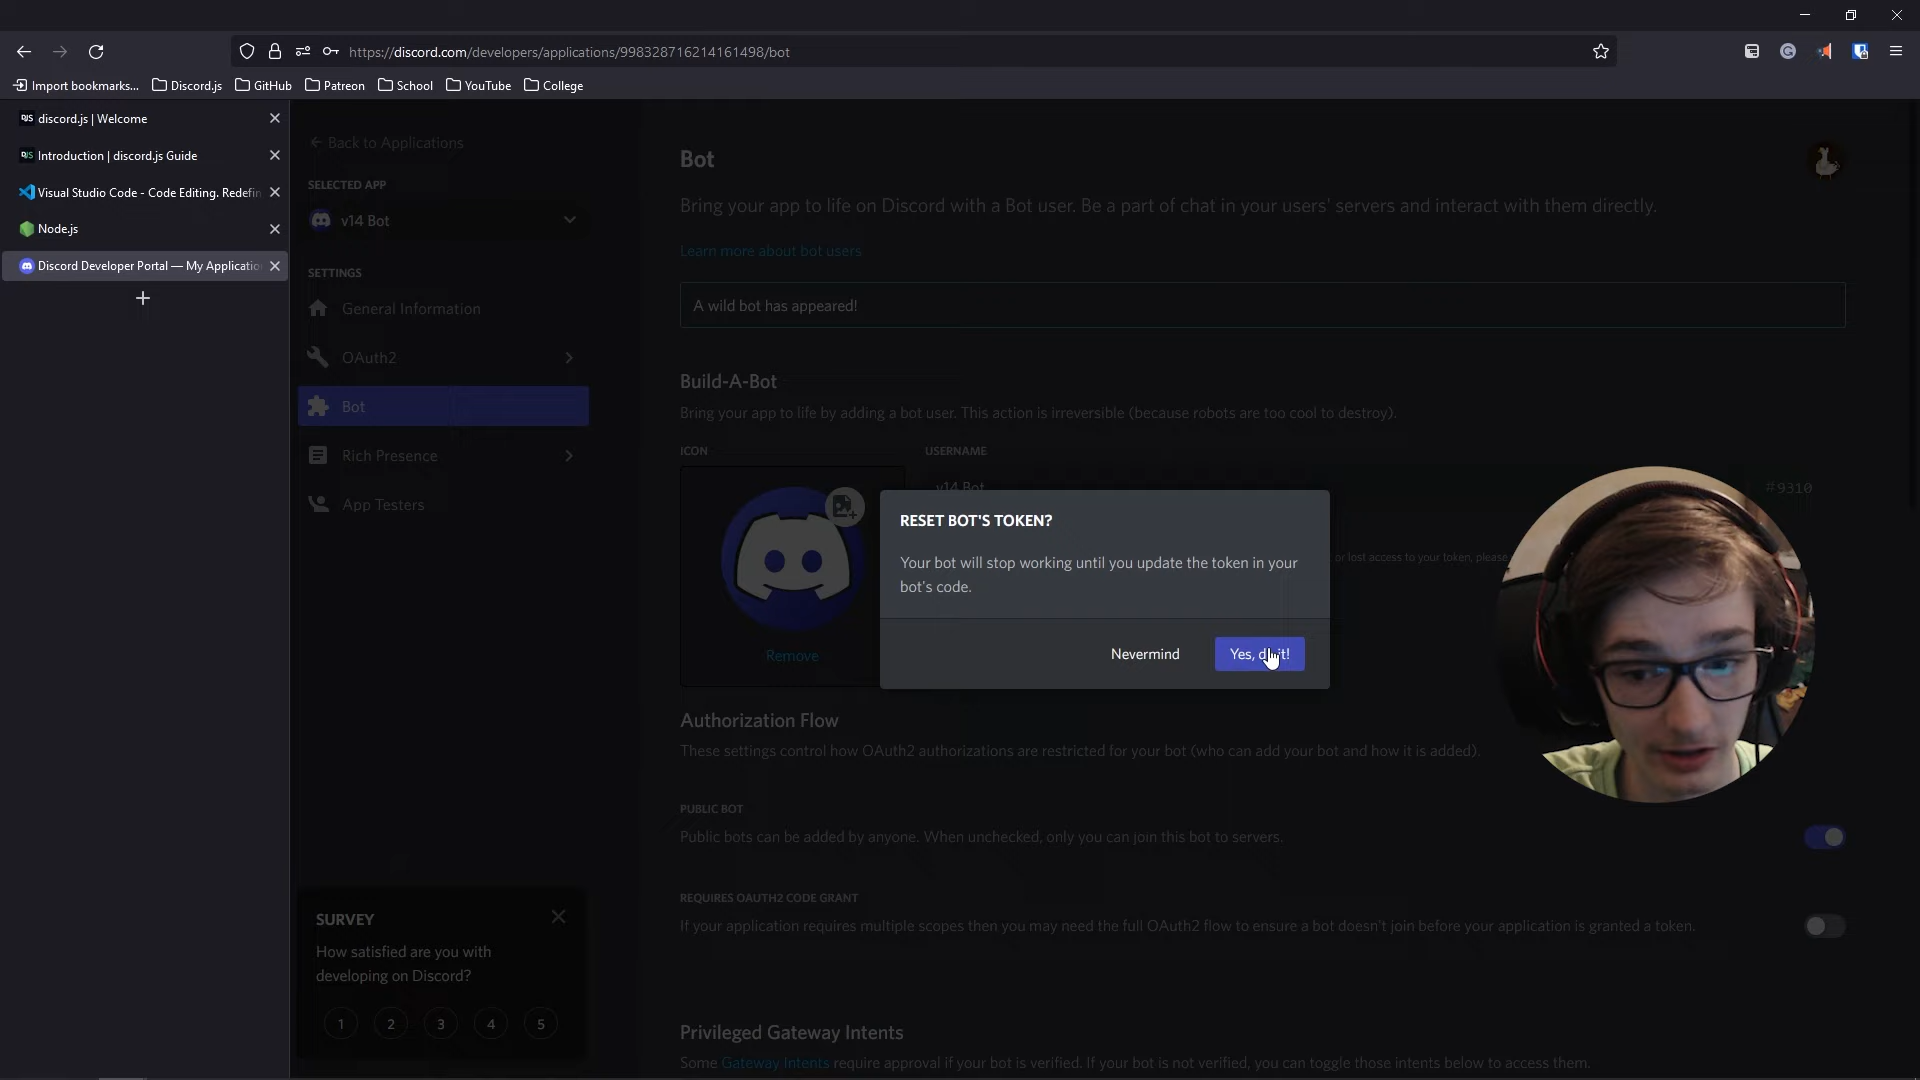 https://discord.com/developers/applications/998328716214161498/bot
Import bookmarks...
Discord.js
GitHub
Patreon
School
YouTube
College
discord.js | Welcome
Introduction | discord.js Guide
Visual Studio Code - Code Editing. Redefin
Node.js
Discord Developer Portal — My Applicatio
← Back to Applications
SELECTED APP
v14 Bot
SETTINGS
General Information
OAuth2
Bot
Rich Presence
App Testers
SURVEY
How satisfied are you with
developing on Discord?
1 2 3 4 5
Bot
Bring your app to life on Discord with a Bot user. Be a part of chat in your users' servers and interact with them directly.
Learn more about bot users
A wild bot has appeared!
Build-A-Bot
Bring your app to life by adding a bot user. This action is irreversible (because robots are too cool to destroy).
ICON
USERNAME
v14 Bot
#9310
or lost access to your token, please
Remove
RESET BOT'S TOKEN?
Your bot will stop working until you update the token in your
bot's code.
Nevermind
Yes, do it!
Authorization Flow
These settings control how OAuth2 authorizations are restricted for your bot (who can add your bot and how it is added).
PUBLIC BOT
Public bots can be added by anyone. When unchecked, only you can join this bot to servers.
REQUIRES OAUTH2 CODE GRANT
If your application requires multiple scopes then you may need the full OAuth2 flow to ensure a bot doesn't join before your application is granted a token.
Privileged Gateway Intents
Some Gateway Intents require approval if your bot is verified. If your bot is not verified, you can toggle those intents below to access them.